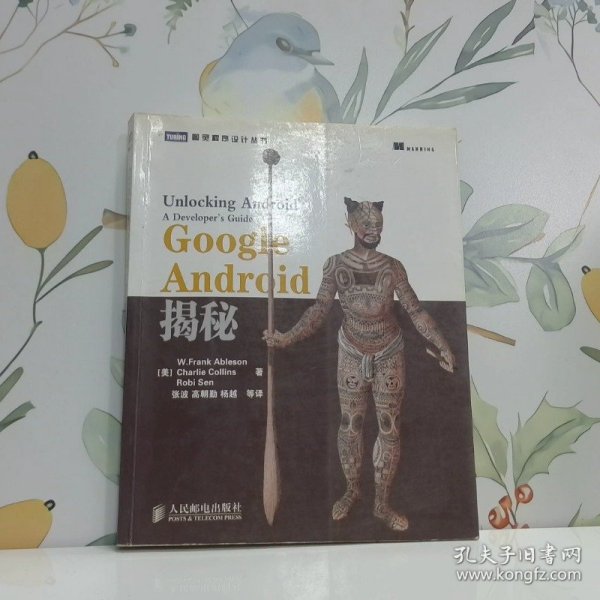 TURING 图灵程序设计丛书
MANNING
Unlocking Android
A Developer's Guide
Google
Android
揭秘
W.Frank Ableson
[美] Charlie Collins 著
Robi Sen
张波 高朝勤 杨越 等译
人民邮电出版社
POSTS & TELECOM PRESS
孔夫子旧书网
www.kongfz.com